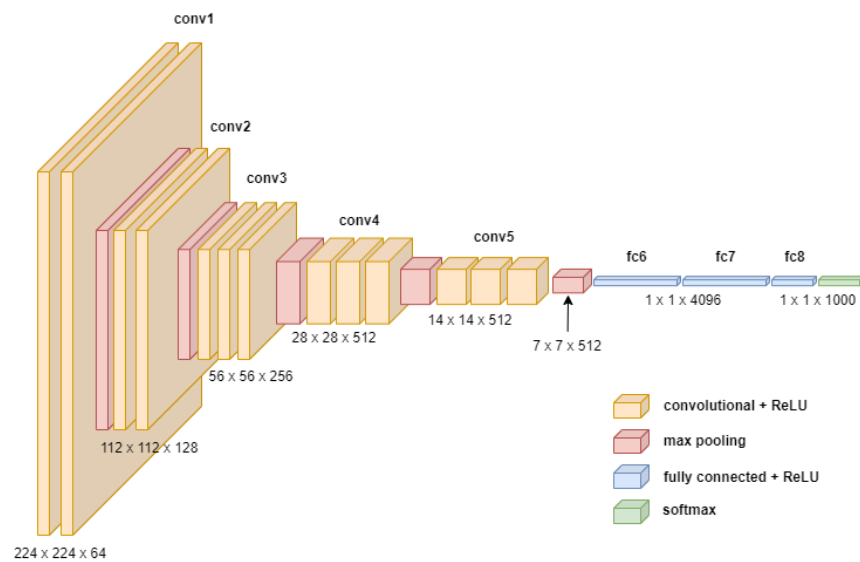 conv1
conv2
conv3
conv4
conv5
fc6
fc7
fc8
1 x 1 x 4096
1 x 1 x 1000
28 x 28 x 512
14 x 14 x 512
7 x 7 x 512
56 x 56 x 256
112 x 112 x 128
224 x 224 x 64
convolutional + ReLU
max pooling
fully connected + ReLU
softmax